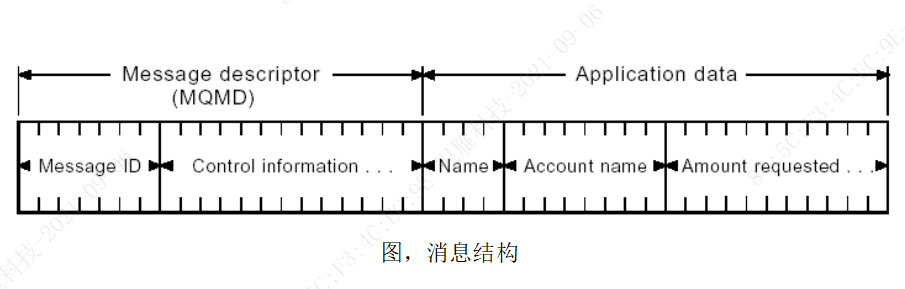 Message descriptor
(MQMD)
Application data
Message ID
Control information . . .
Name
Account name
Amount requested . . .
图，消息结构